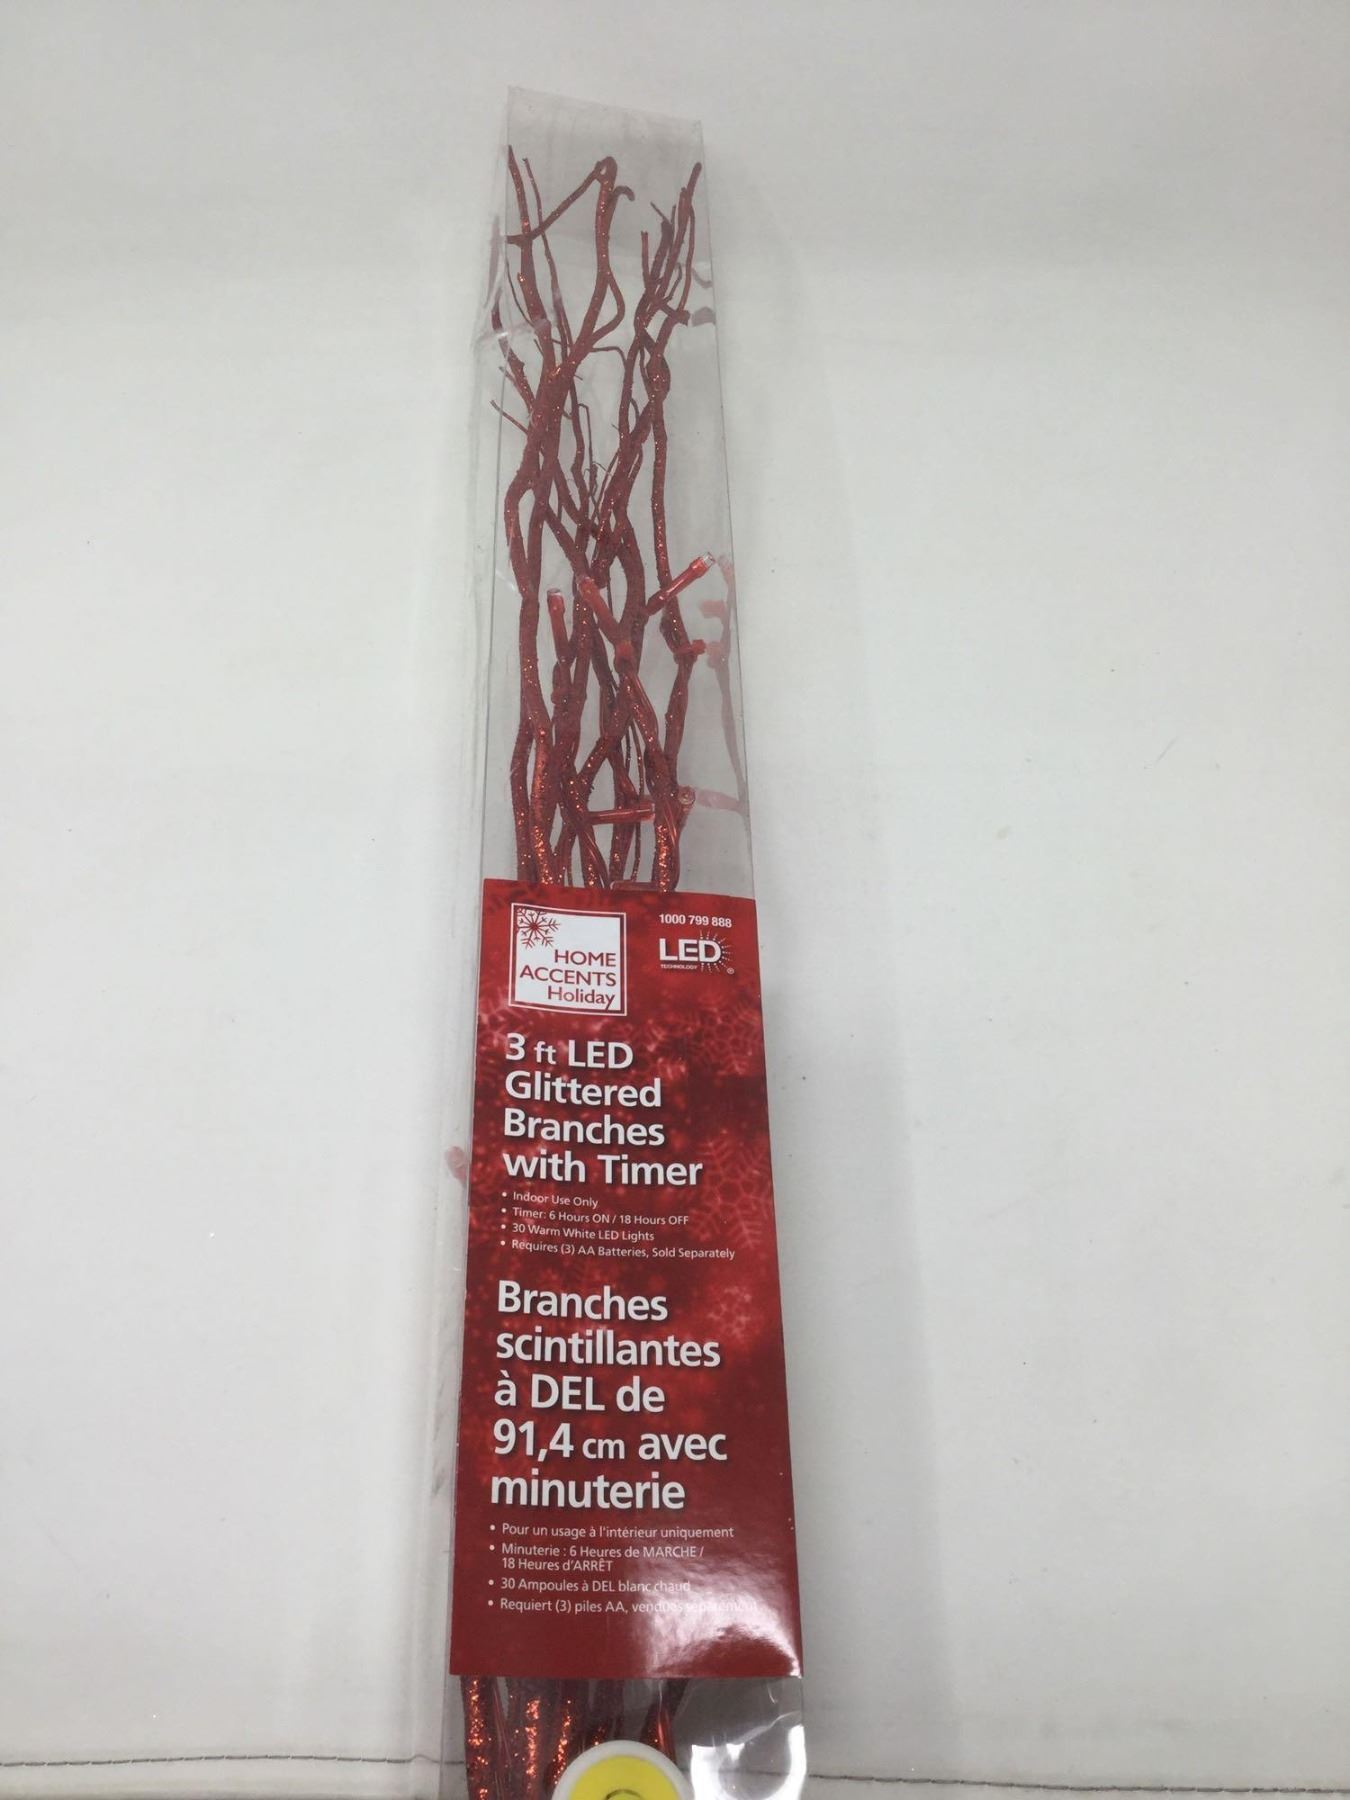 HOME
ACCENTS
Holiday
1000 799 888
LED
TECHNOLOGY
®
3 ft LED
Glittered
Branches
with Timer
• Indoor Use Only
• Timer: 6 Hours ON / 18 Hours OFF
• 30 Warm White LED Lights
• Requires (3) AA Batteries, Sold Separately
Branches
scintillantes
à DEL de
91,4 cm avec
minuterie
• Pour un usage à l'intérieur uniquement
• Minuterie : 6 Heures de MARCHE /
18 Heures d'ARRÊT
• 30 Ampoules à DEL blanc chaud
• Requiert (3) piles AA, vendues séparément